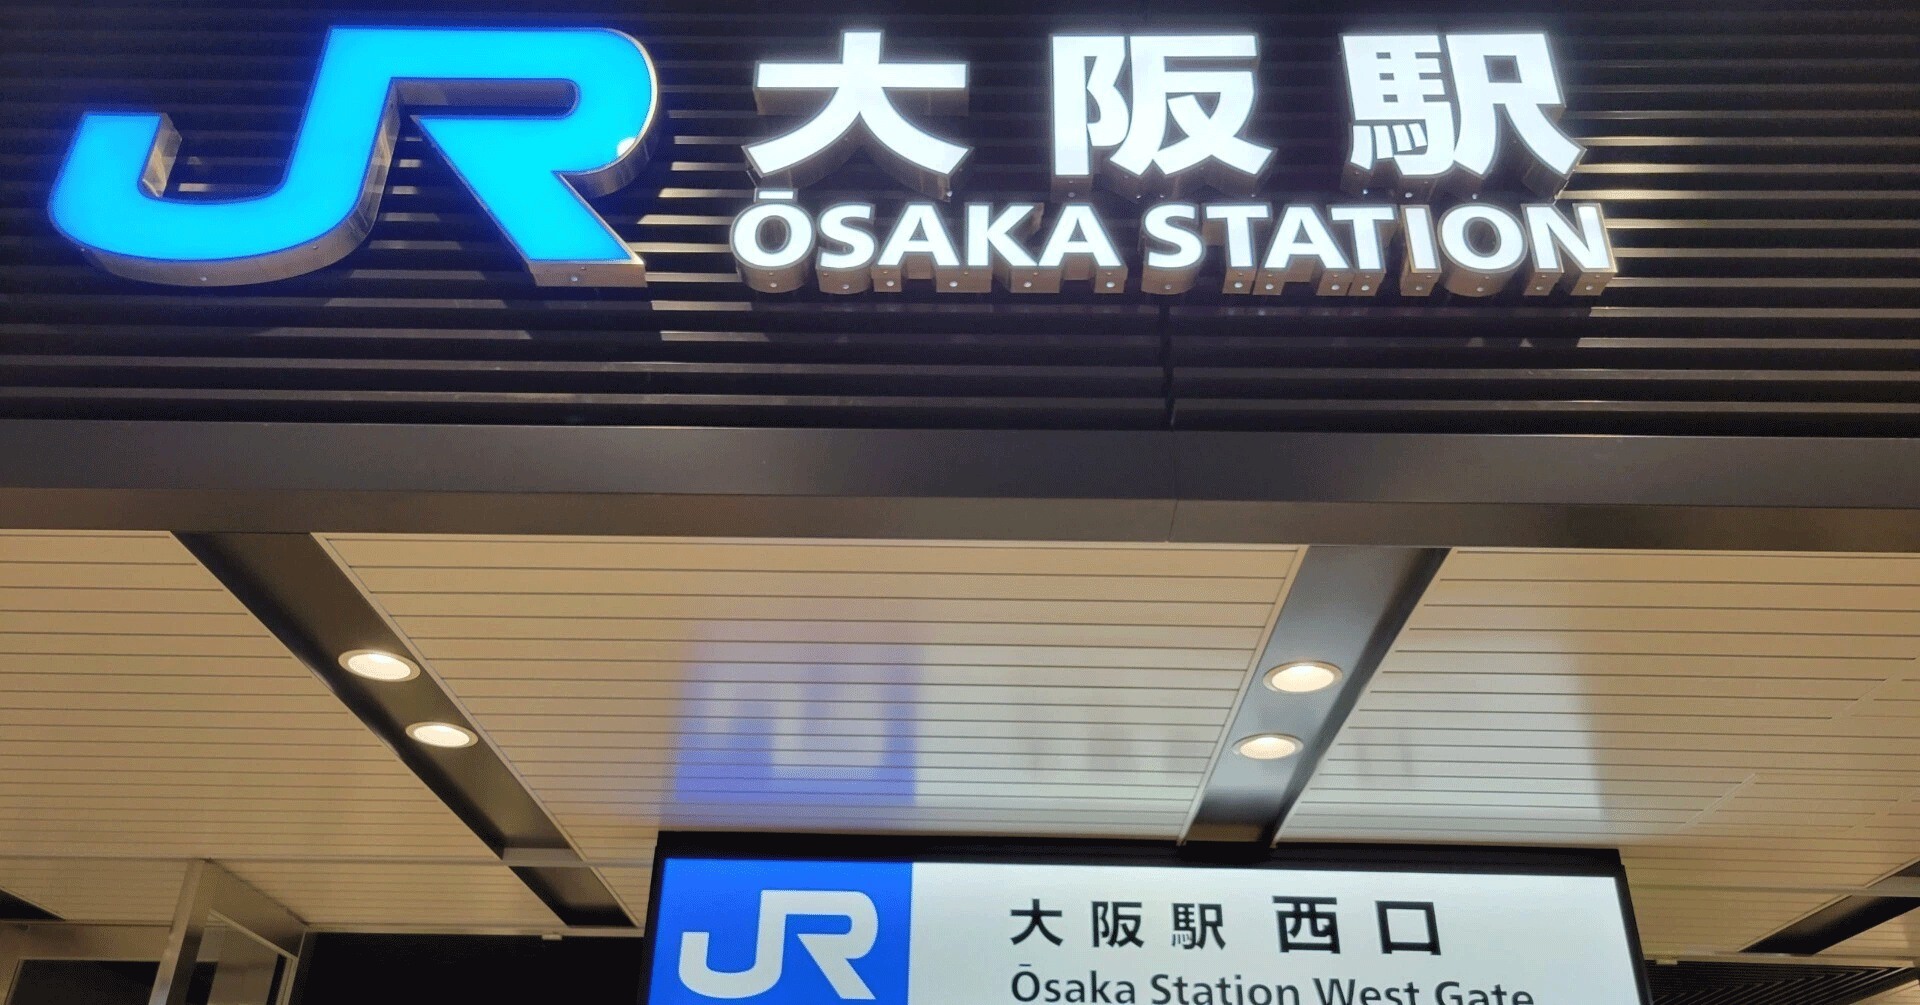 JR 大阪駅
ŌSAKA STATION
JR 大阪駅 西口
Ōsaka Station West Gate